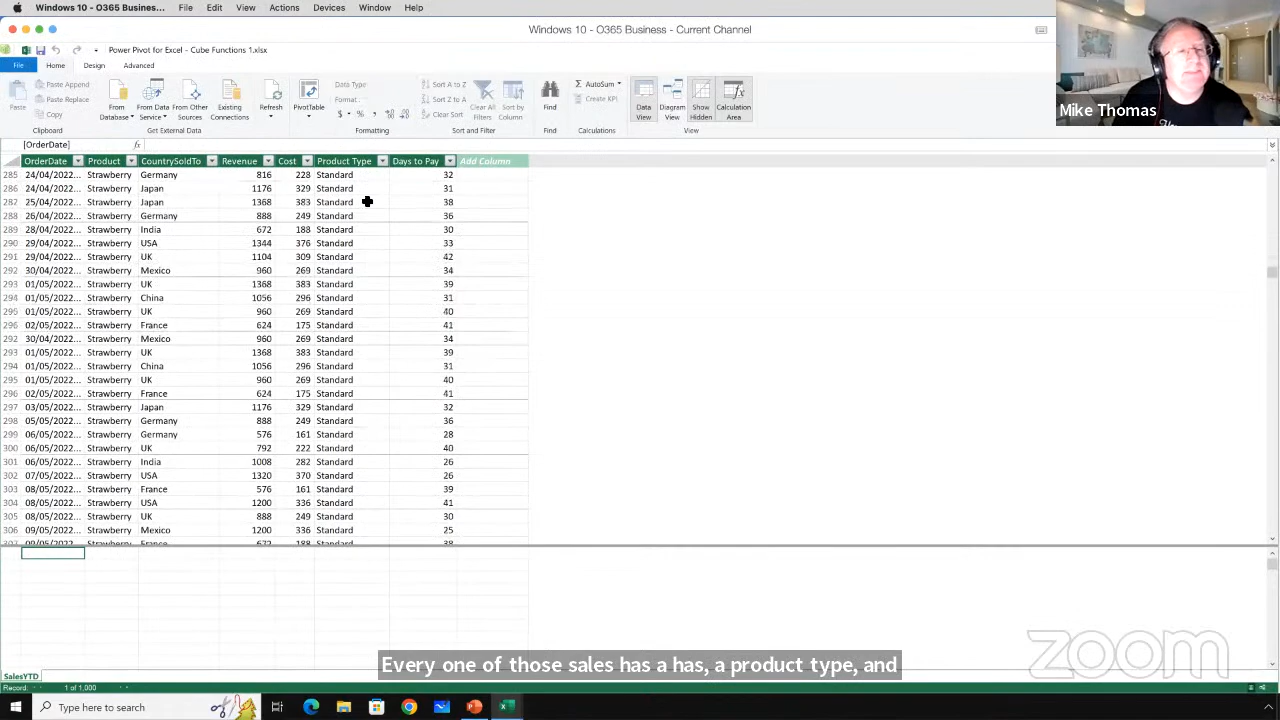 Windows 10 - O365 Busines... File Edit View Actions Devices Window Help
Windows 10 - O365 Business - Current Channel
Power Pivot for Excel - Cube Functions 1.xlsx
File Home Design Advanced
Paste
Paste Append
Paste Replace
Copy
Clipboard
From Database
From Data Service
From Other Sources
Existing Connections
Get External Data
Refresh
PivotTable
Data Type :
Format :
$ % , .00 .0
Formatting
Sort A to Z
Sort Z to A
Clear Sort
Clear All Filters
Sort by Column
Sort and Filter
Find
Find
AutoSum
Create KPI
Calculations
Data View
Diagram View
Show Hidden
Calculation Area
View
Mike Thomas
[OrderDate] fx
OrderDate Product CountrySoldTo Revenue Cost Product Type Days to Pay Add Column
285 24/04/2022... Strawberry Germany 816 228 Standard 32
286 24/04/2022... Strawberry Japan 1176 329 Standard 31
282 25/04/2022... Strawberry Japan 1368 383 Standard 38
288 26/04/2022... Strawberry Germany 888 249 Standard 36
289 28/04/2022... Strawberry India 672 188 Standard 30
290 29/04/2022... Strawberry USA 1344 376 Standard 33
291 29/04/2022... Strawberry UK 1104 309 Standard 42
292 30/04/2022... Strawberry Mexico 960 269 Standard 34
293 01/05/2022... Strawberry UK 1368 383 Standard 39
294 01/05/2022... Strawberry China 1056 296 Standard 31
295 01/05/2022... Strawberry UK 960 269 Standard 40
296 02/05/2022... Strawberry France 624 175 Standard 41
292 30/04/2022... Strawberry Mexico 960 269 Standard 34
293 01/05/2022... Strawberry UK 1368 383 Standard 39
294 01/05/2022... Strawberry China 1056 296 Standard 31
295 01/05/2022... Strawberry UK 960 269 Standard 40
296 02/05/2022... Strawberry France 624 175 Standard 41
297 03/05/2022... Strawberry Japan 1176 329 Standard 32
298 05/05/2022... Strawberry Germany 888 249 Standard 36
299 06/05/2022... Strawberry Germany 576 161 Standard 28
300 06/05/2022... Strawberry UK 792 222 Standard 40
301 06/05/2022... Strawberry India 1008 282 Standard 26
302 07/05/2022... Strawberry USA 1320 370 Standard 26
303 08/05/2022... Strawberry France 576 161 Standard 39
304 08/05/2022... Strawberry USA 1200 336 Standard 41
305 08/05/2022... Strawberry UK 888 249 Standard 30
306 09/05/2022... Strawberry Mexico 1200 336 Standard 25
307 09/05/2022... Strawberry France 672 188 Standard 38
Every one of those sales has a has, a product type, and
zoom
SalesYTD
Record: 1 of 1,000
Type here to search